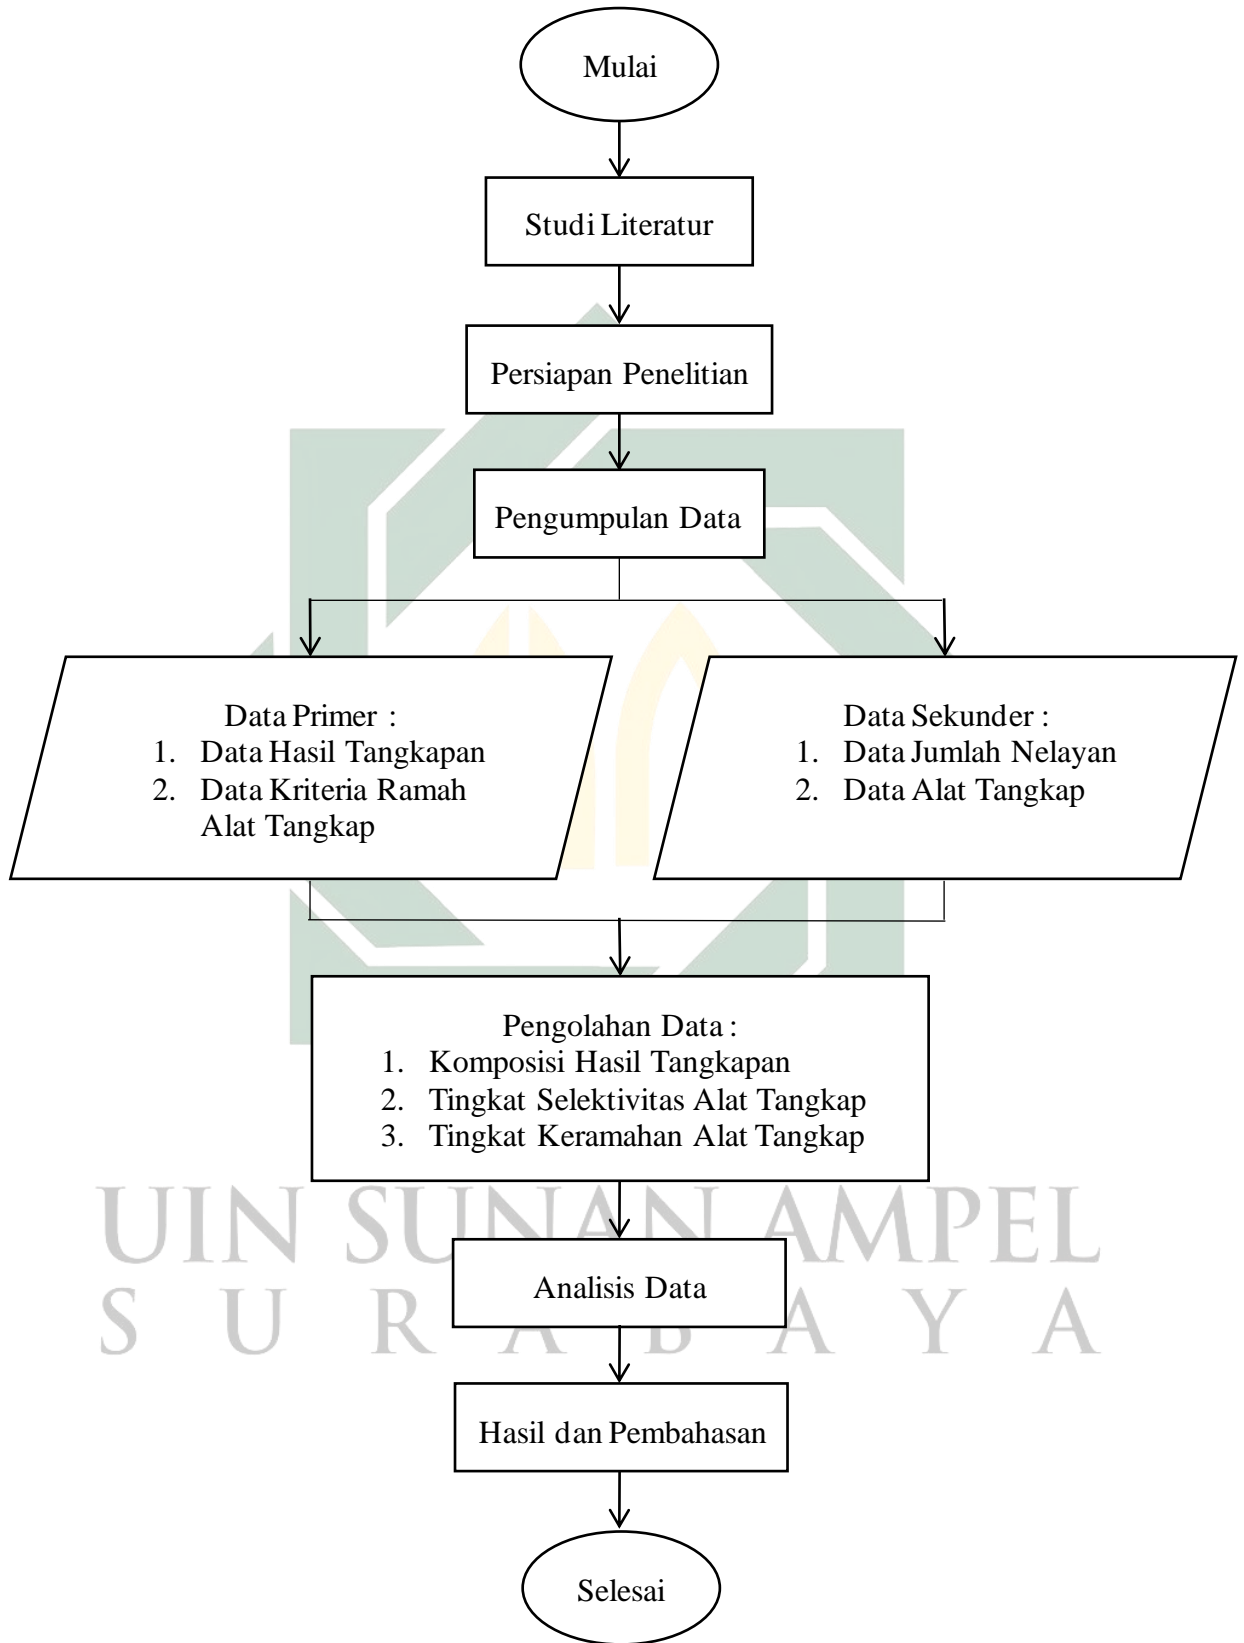 Mulai
Studi Literatur
Persiapan Penelitian
Pengumpulan Data
Data Primer :
1. Data Hasil Tangkapan
2. Data Kriteria Ramah
Alat Tangkap
Data Sekunder :
1. Data Jumlah Nelayan
2. Data Alat Tangkap
Pengolahan Data :
1. Komposisi Hasil Tangkapan
2. Tingkat Selektivitas Alat Tangkap
3. Tingkat Keramahan Alat Tangkap
UIN SUNAN AMPEL
Analisis Data
S U R A B A Y A
Hasil dan Pembahasan
Selesai